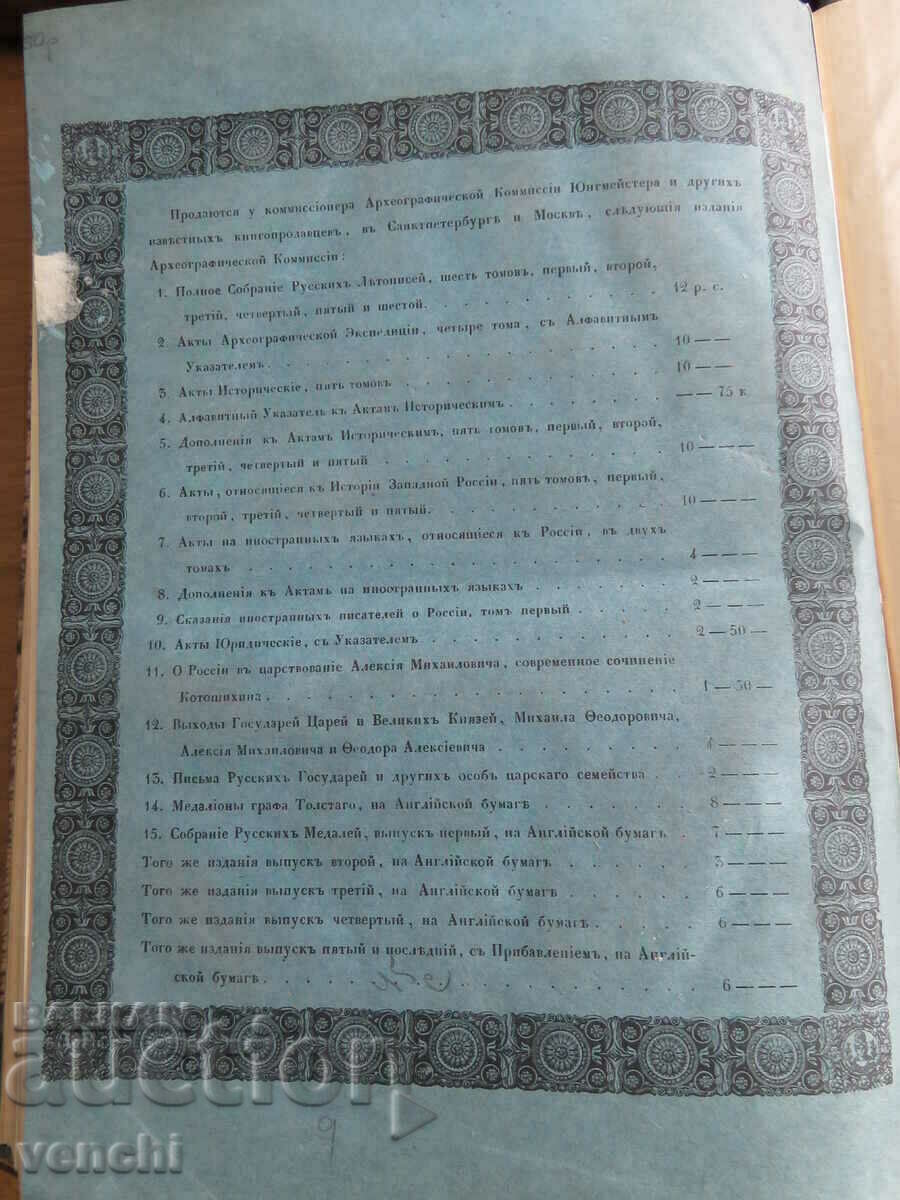 Продаются у коммиссіонера Археографической Коммиссіи Юнгмейстера и другихъ
извѣстныхъ книгопродавцевъ, въ Санктпетербургѣ и Москвѣ, слѣдующія изданія
Археографической Коммиссіи:
1. Полное Собраніе Русскихъ Лѣтописей, шесть томовъ, первый, второй,
третій, четвертый, пятый и шестой. . . . . . . . . . . 12 р. с.
2. Акты Археографической Экспедиціи, четыре тома, съ Алфавитнымъ
Указателемъ. . . . . . . . . . . . . . . 10 — —
3. Акты Историческіе, пять томовъ . . . . . . . . . . 10 — —
4. Алфавитный Указатель къ Актамъ Историческимъ . . . . . . — — 75 к
5. Дополненія къ Актамъ Историческимъ, пять томовъ, первый, второй,
третій, четвертый и пятый . . . . . . . . . . . 10 — — —
6. Акты, относящіеся къ Исторіи Западной Россіи, пять томовъ, первый,
второй, третій, четвертый и пятый. . . . . . . . . . 10 — — —
7. Акты на иностранныхъ языкахъ, относящіеся къ Россіи, въ двухъ
томахъ . . . . . . . . . . . . . . . . 4 — — —
8. Дополненія къ Актамъ на иностранныхъ языкахъ . . . . . . 2 — — —
9. Сказанія иностранныхъ писателей о Россіи, томъ первый . . . . . 2 — — —
10. Акты Юридическіе, съ Указателемъ . . . . . . . . . 2 — 50 —
11. О Россіи въ царствованіе Алексія Михаиловича, современное сочиненіе
Котошихина . . . . . . . . . . . . . . . 1 — 50 —
12. Выходы Государей Царей и Великихъ Князей, Михаила Ѳеодоровича,
Алексія Михаиловича и Ѳеодора Алексіевича . . . . . . . 4 — — —
13. Письма Русскихъ Государей и другихъ особъ царскаго семейства . . 2 — — —
14. Медаліоны графа Толстаго, на Англійской бумагѣ . . . . . . 8 — — —
15. Собраніе Русскихъ Медалей, выпускъ первый, на Англійской бумагѣ . 7 — — —
Того же изданія выпускъ второй, на Англійской бумагѣ . . . . . 3 — — —
Того же изданія выпускъ третій, на Англійской бумагѣ . . . . . 6 — — —
Того же изданія выпускъ четвертый, на Англійской бумагѣ . . . . . 6 — — —
Того же изданія выпускъ пятый и послѣдній, съ Прибавленіемъ, на Англій-
ской бумагѣ. . . . . . . . . . . . . . . 6 — — —
9
BALKAN
auction
venchi